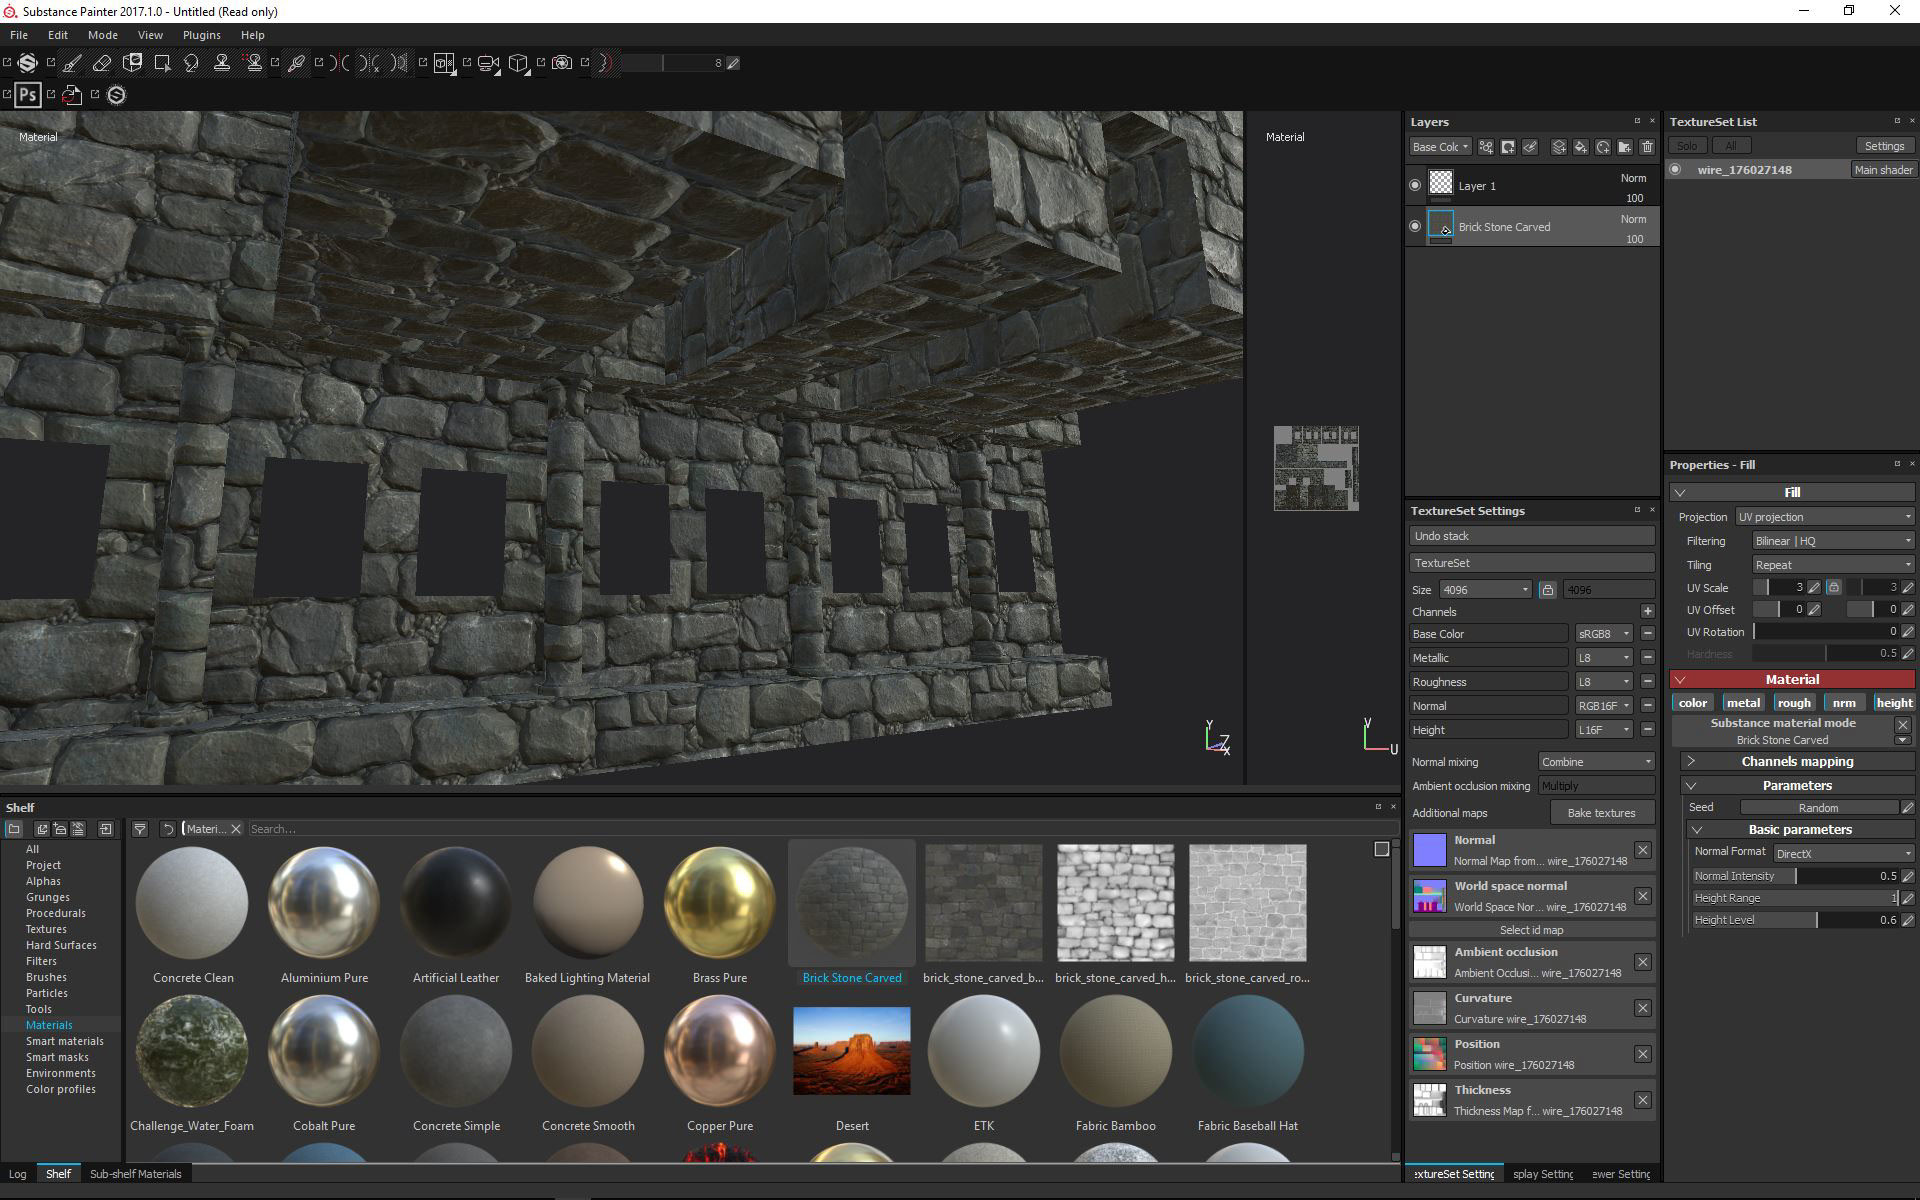 Substance Painter 2017.1.0 - Untitled (Read only)
File Edit Mode View Plugins Help
8
Ps
Material
Material
Y
Z
X
V
U
Layers
Base Colc
Layer 1
Norm
100
Brick Stone Carved
Norm
100
TextureSet List
Solo All Settings
wire_176027148 Main shader
TextureSet Settings
Undo stack
TextureSet
Size 4096 4096
Channels
Base Color sRGB8
Metallic L8
Roughness L8
Normal RGB16F
Height L16F
Normal mixing Combine
Ambient occlusion mixing Multiply
Additional maps Bake textures
Normal
Normal Map from... wire_176027148
World space normal
World Space Nor... wire_176027148
Select id map
Ambient occlusion
Ambient Occlusi... wire_176027148
Curvature
Curvature wire_176027148
Position
Position wire_176027148
Thickness
Thickness Map f... wire_176027148
extureSet Setting splay Setting ewer Setting
Properties - Fill
Fill
Projection UV projection
Filtering Bilinear | HQ
Tiling Repeat
UV Scale 3 3
UV Offset 0 0
UV Rotation 0
Hardness 0.5
Material
color metal rough nrm height
Substance material mode
Brick Stone Carved
Channels mapping
Parameters
Seed Random
Basic parameters
Normal Format DirectX
Normal Intensity 0.5
Height Range 1
Height Level 0.6
Shelf
Materi... Search...
All
Project
Alphas
Grunges
Procedurals
Textures
Hard Surfaces
Filters
Brushes
Particles
Tools
Materials
Smart materials
Smart masks
Environments
Color profiles
Concrete Clean Aluminium Pure Artificial Leather Baked Lighting Material Brass Pure Brick Stone Carved brick_stone_carved_b... brick_stone_carved_h... brick_stone_carved_ro...
Challenge_Water_Foam Cobalt Pure Concrete Simple Concrete Smooth Copper Pure Desert ETK Fabric Bamboo Fabric Baseball Hat
Log Shelf Sub-shelf Materials